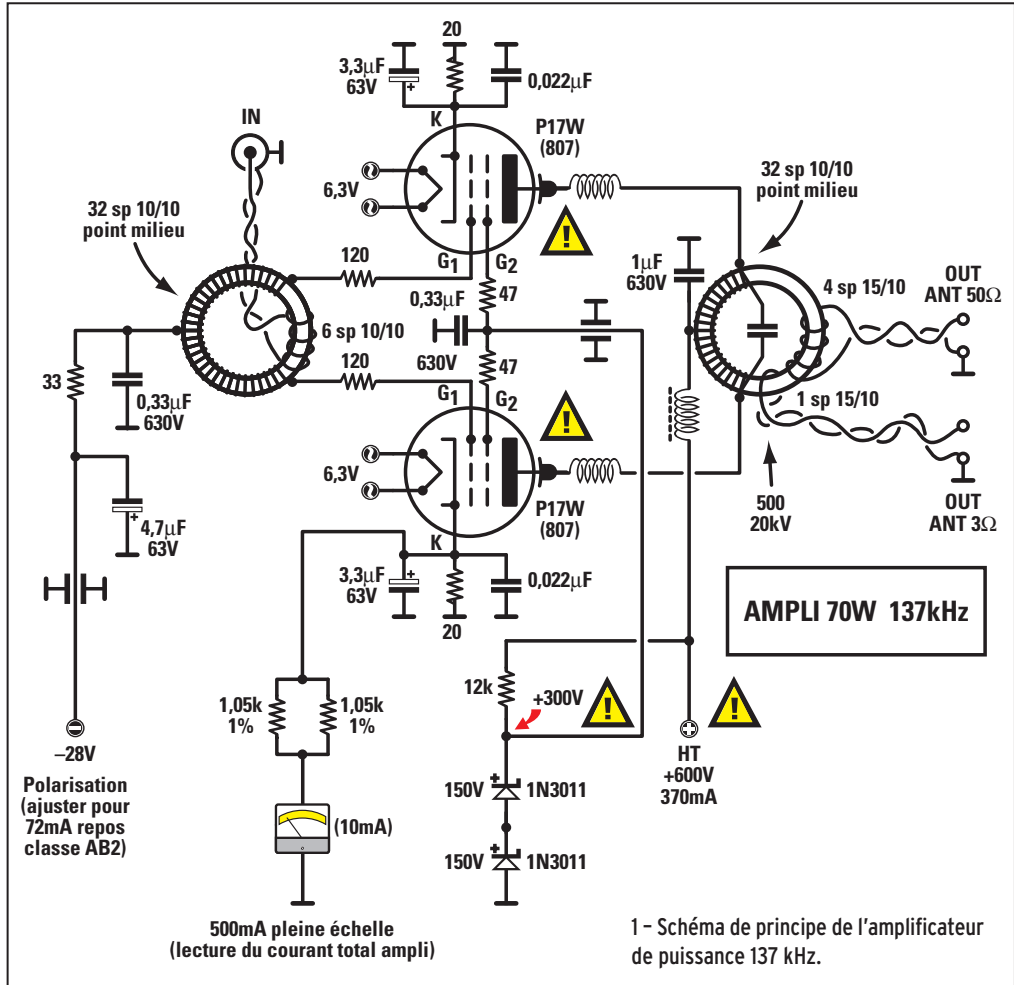 20
3,3µF
63V
0,022µF
IN
K
P17W
(807)
6,3V
32 sp 10/10
point milieu
32 sp 10/10
point milieu
120
G1
G2
47
1µF
630V
4 sp 15/10
OUT
ANT 50Ω
0,33µF
630V
6 sp 10/10
33
0,33µF
630V
120
47
G1
G2
1 sp 15/10
6,3V
P17W
(807)
500
20kV
OUT
ANT 3Ω
4,7µF
63V
K
3,3µF
63V
0,022µF
20
AMPLI 70W 137kHz
12k
+300V
1,05k
1%
1,05k
1%
–28V
Polarisation
(ajuster pour
72mA repos
classe AB2)
HT
+600V
370mA
150V
1N3011
(10mA)
150V
1N3011
500mA pleine échelle
(lecture du courant total ampli)
1 – Schéma de principe de l'amplificateur
de puissance 137 kHz.